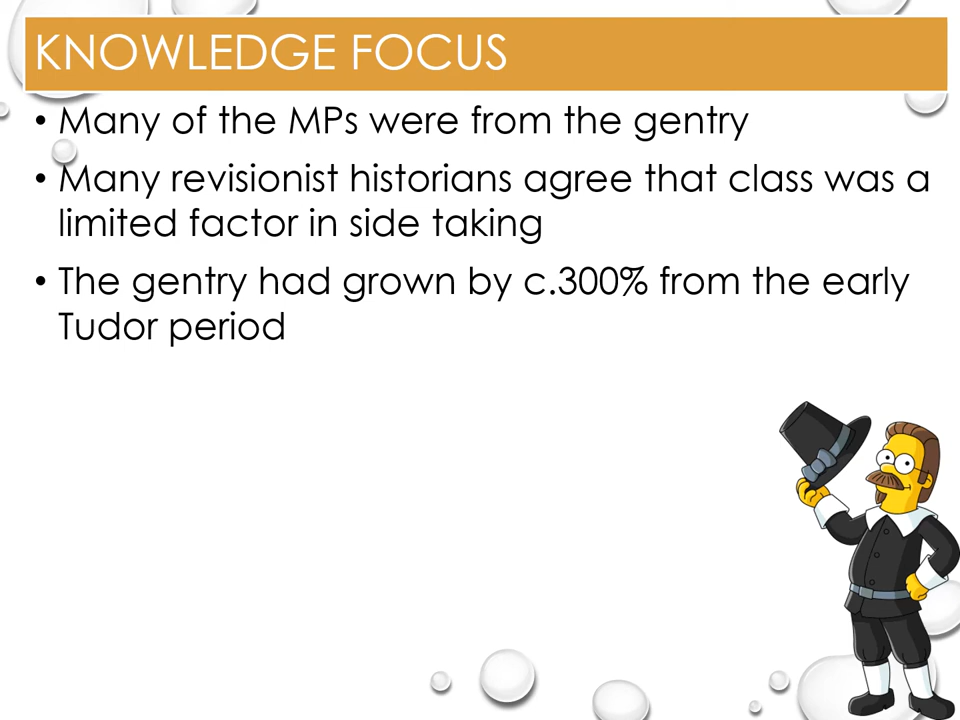 KNOWLEDGE FOCUS
• Many of the MPs were from the gentry
• Many revisionist historians agree that class was a
limited factor in side taking
• The gentry had grown by c.300% from the early
Tudor period